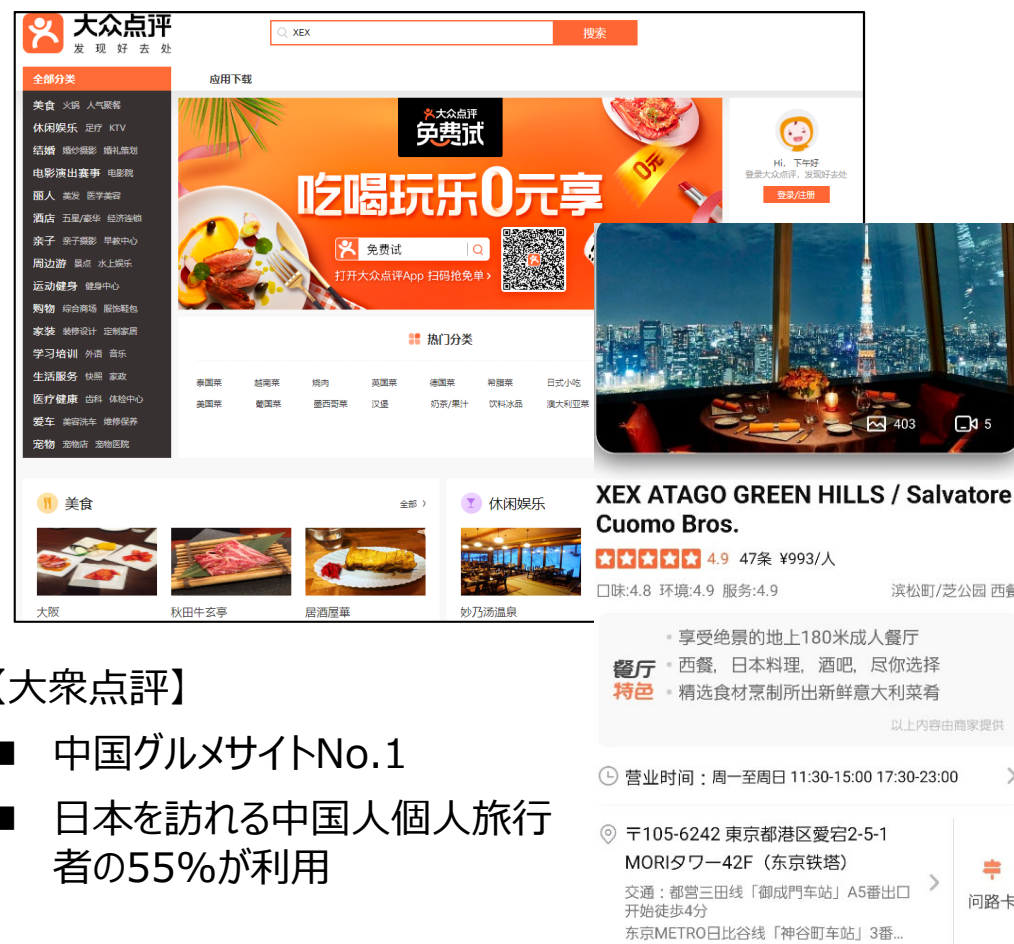 大众点评
发现好去处
XEX
搜索
全部分类
应用下载
美食 火锅 人气聚餐
休闲娱乐 足疗 KTV
结婚 婚纱摄影 婚礼策划
电影演出赛事 电影院
丽人 美发 医学美容
酒店 五星/豪华 经济连锁
亲子 亲子摄影 早教中心
周边游 景点 水上娱乐
运动健身 健身中心
购物 综合商场 服饰鞋包
家装 装修设计 定制家居
学习培训 外语 音乐
生活服务 快照 家政
医疗健康 齿科 体检中心
爱车 美容洗车 维修保养
宠物 宠物店 宠物医院
大众点评
免费试
0元
吃喝玩乐0元享
免费试
打开大众点评App 扫码抢免单›
Hi, 下午好
登录大众点评,发现好去处
登录/注册
热门分类
泰国菜 越南菜 烧肉 英国菜 德国菜 希腊菜 日式小吃
美国菜 葡国菜 墨西哥菜 汉堡 奶茶/果汁 饮料冰品 澳大利亚菜
美食
全部 ›
休闲娱乐
大阪
秋田牛玄亭
居酒屋華
妙乃汤温泉
403
5
XEX ATAGO GREEN HILLS / Salvatore
Cuomo Bros.
4.9 47条 ¥993/人
口味:4.8 环境:4.9 服务:4.9
滨松町/芝公园 西餐
餐厅
特色
享受绝景的地上180米成人餐厅
西餐,日本料理,酒吧,尽你选择
精选食材烹制所出新鲜意大利菜肴
以上内容由商家提供
营业时间:周一至周日 11:30-15:00 17:30-23:00
〒105-6242 東京都港区愛宕2-5-1
MORIタワー42F(东京铁塔)
交通:都営三田线「御成門车站」A5番出口
开始徒步4分
东京METRO日比谷线「神谷町车站」3番...
问路卡
【大衆点評】
■ 中国グルメサイトNo.1
■ 日本を訪れる中国人個人旅行
者の55%が利用